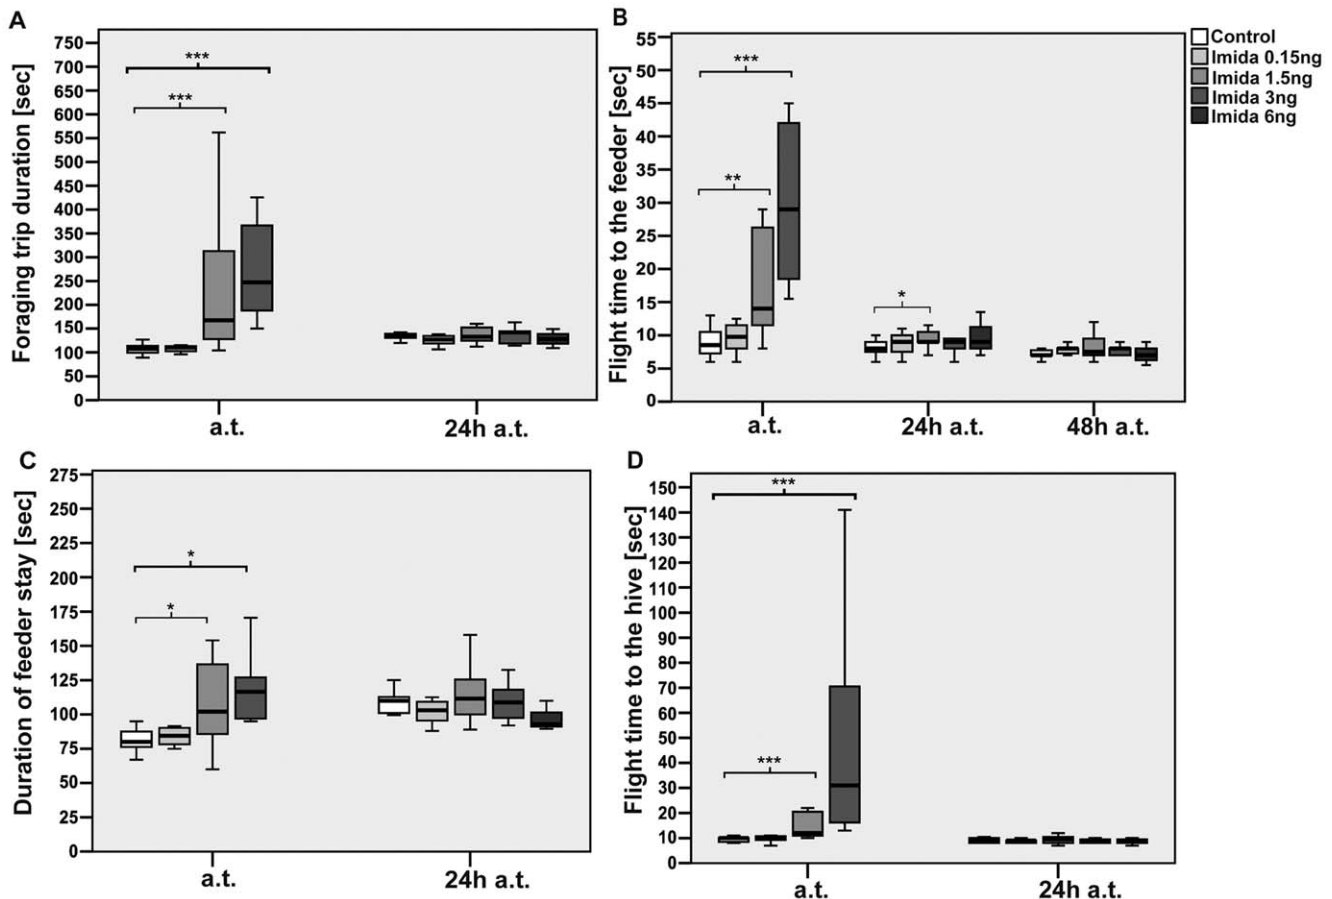 A
Foraging trip duration [sec]
750
700
650
600
550
500
450
400
350
300
250
200
150
100
50
0
***
***
a.t.
24h a.t.
B
Flight time to the feeder [sec]
55
50
45
40
35
30
25
20
15
10
5
0
***
**
*
a.t.
24h a.t.
48h a.t.
Control
Imida 0.15ng
Imida 1.5ng
Imida 3ng
Imida 6ng
C
Duration of feeder stay [sec]
275
250
225
200
175
150
125
100
75
50
25
0
*
*
a.t.
24h a.t.
D
Flight time to the hive [sec]
150
140
130
120
110
100
90
80
70
60
50
40
30
20
10
0
***
***
a.t.
24h a.t.